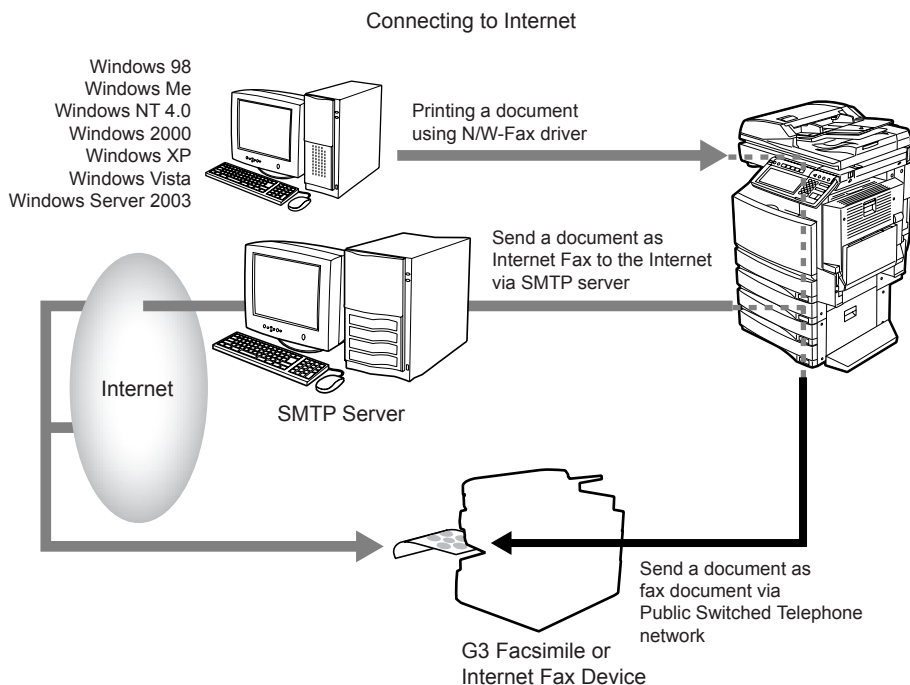 Connecting to Internet
Windows 98
Windows Me
Windows NT 4.0
Windows 2000
Windows XP
Windows Vista
Windows Server 2003
Printing a document
using N/W-Fax driver
Send a document as
Internet Fax to the Internet
via SMTP server
Internet
SMTP Server
Send a document as
fax document via
Public Switched Telephone
network
G3 Facsimile or
Internet Fax Device